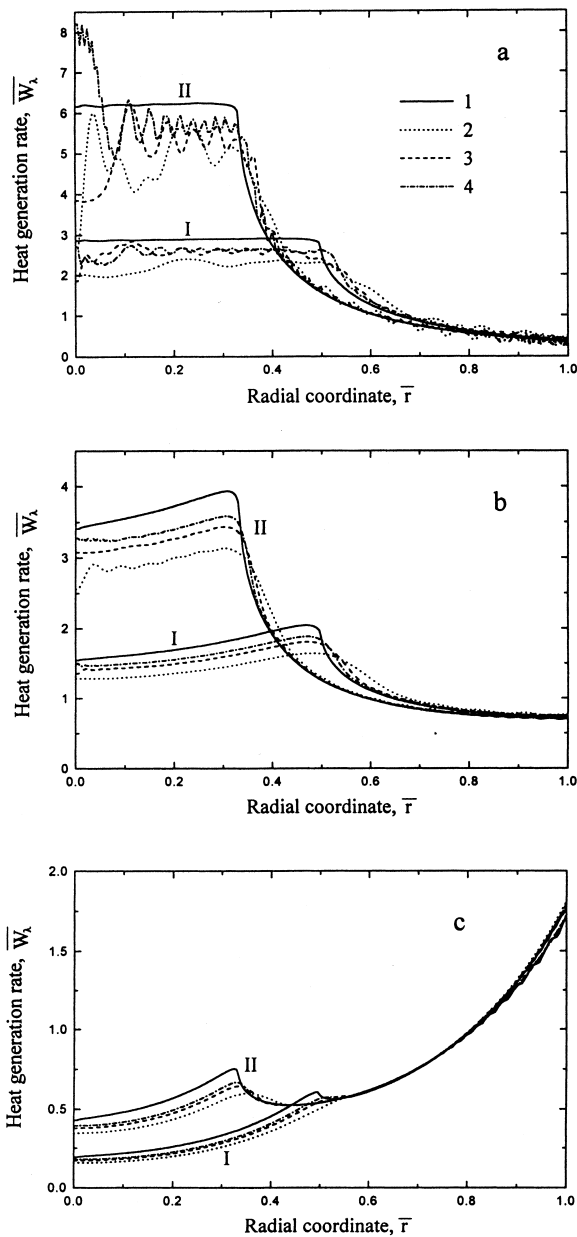 a
Heat generation rate, W̅λ
8
7
6
5
4
3
2
1
0
II
I
1
2
3
4
0.0 0.2 0.4 0.6 0.8 1.0
Radial coordinate, r̅
b
Heat generation rate, W̅λ
4
3
2
1
0
II
I
0.0 0.2 0.4 0.6 0.8 1.0
Radial coordinate, r̅
c
Heat generation rate, W̅λ
2.0
1.5
1.0
0.5
0.0
II
I
0.0 0.2 0.4 0.6 0.8 1.0
Radial coordinate, r̅